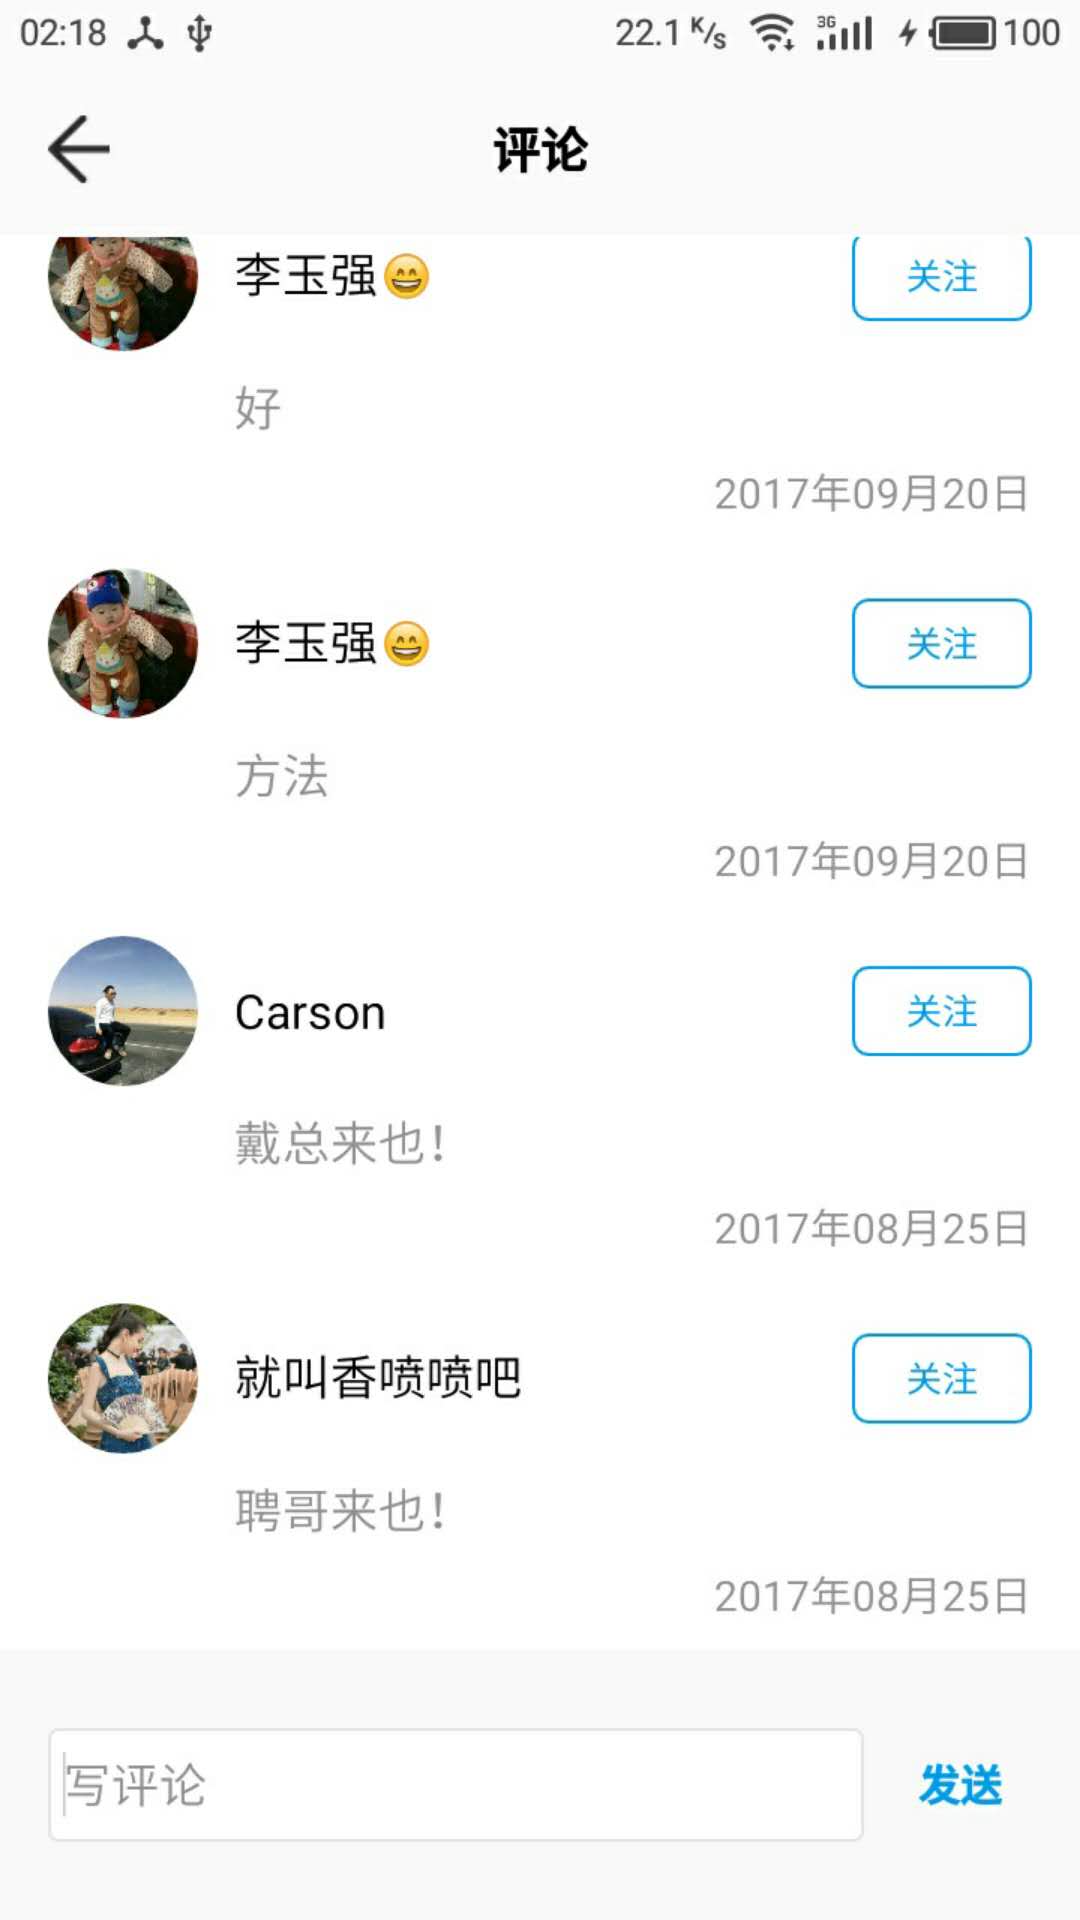 02:18 22.1 K/s 3G 100
评论
李玉强😄 关注
好
2017年09月20日
李玉强😄 关注
方法
2017年09月20日
Carson 关注
戴总来也!
2017年08月25日
就叫香喷喷吧 关注
聘哥来也!
2017年08月25日
写评论 发送